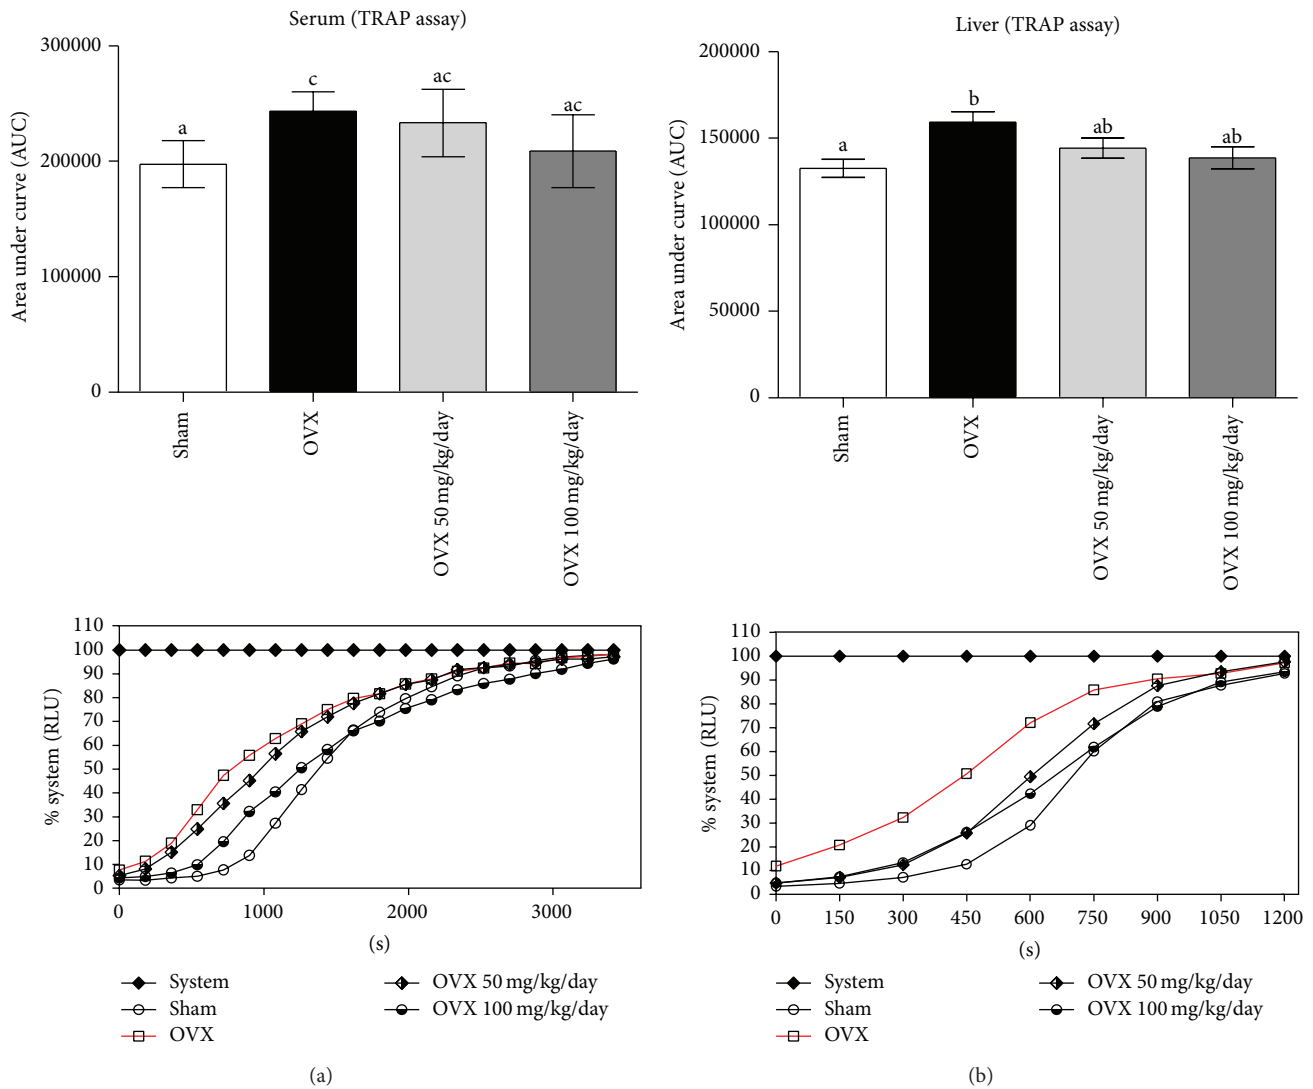 Serum (TRAP assay)
Area under curve (AUC)
300000
200000
100000
0
a
c
ac
ac
Sham
OVX
OVX 50 mg/kg/day
OVX 100 mg/kg/day
% system (RLU)
110
100
90
80
70
60
50
40
30
20
10
0
0 1000 2000 3000
(s)
System
Sham
OVX
OVX 50 mg/kg/day
OVX 100 mg/kg/day
(a)
Liver (TRAP assay)
Area under curve (AUC)
200000
150000
100000
50000
0
a
b
ab
ab
Sham
OVX
OVX 50 mg/kg/day
OVX 100 mg/kg/day
% system (RLU)
110
100
90
80
70
60
50
40
30
20
10
0
0 150 300 450 600 750 900 1050 1200
(s)
System
Sham
OVX
OVX 50 mg/kg/day
OVX 100 mg/kg/day
(b)